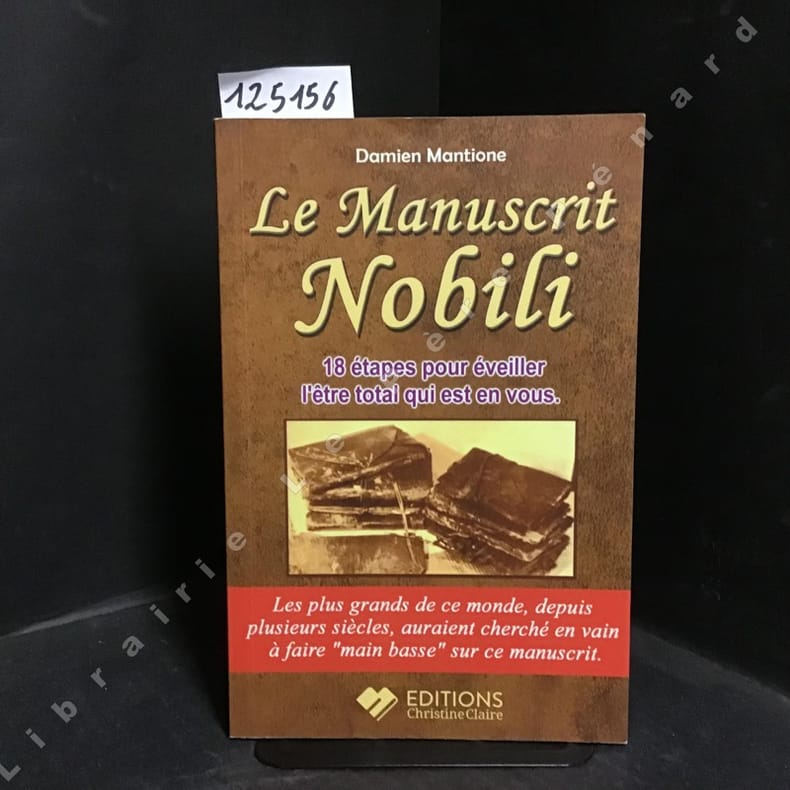 125156
Damien Mantione
Le Manuscrit
Nobili
18 étapes pour éveiller
l'être total qui est en vous.
Les plus grands de ce monde, depuis
plusieurs siècles, auraient cherché en vain
à faire "main basse" sur ce manuscrit.
EDITIONS
Christine Claire
Librairie Le Père Pénard